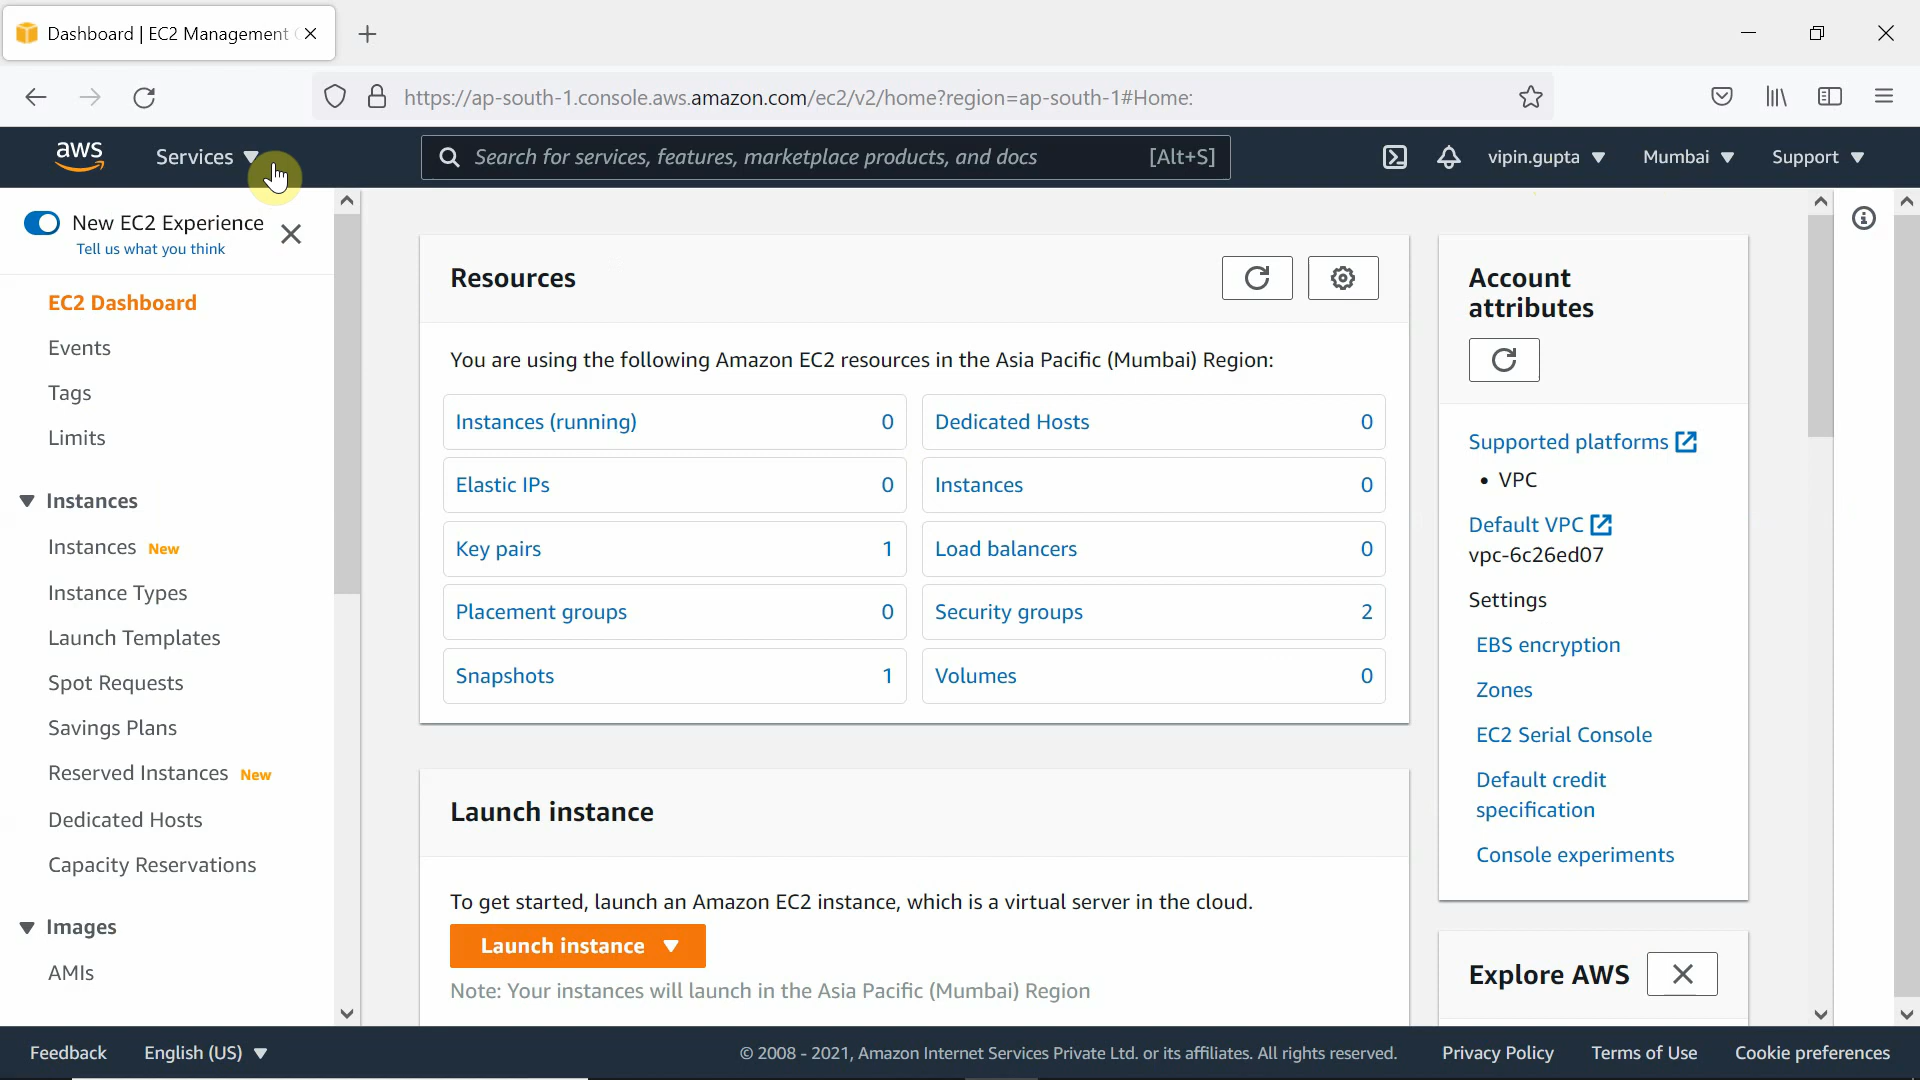 Dashboard | EC2 Management
https://ap-south-1.console.aws.amazon.com/ec2/v2/home?region=ap-south-1#Home:
aws
Services
Search for services, features, marketplace products, and docs [Alt+S]
vipin.gupta
Mumbai
Support
New EC2 Experience
Tell us what you think
EC2 Dashboard
Events
Tags
Limits
Instances
Instances New
Instance Types
Launch Templates
Spot Requests
Savings Plans
Reserved Instances New
Dedicated Hosts
Capacity Reservations
Images
AMIs
Resources
You are using the following Amazon EC2 resources in the Asia Pacific (Mumbai) Region:
Instances (running) 0
Dedicated Hosts 0
Elastic IPs 0
Instances 0
Key pairs 1
Load balancers 0
Placement groups 0
Security groups 2
Snapshots 1
Volumes 0
Launch instance
To get started, launch an Amazon EC2 instance, which is a virtual server in the cloud.
Launch instance
Note: Your instances will launch in the Asia Pacific (Mumbai) Region
Account
attributes
Supported platforms
• VPC
Default VPC
vpc-6c26ed07
Settings
EBS encryption
Zones
EC2 Serial Console
Default credit
specification
Console experiments
Explore AWS
Feedback
English (US)
© 2008 - 2021, Amazon Internet Services Private Ltd. or its affiliates. All rights reserved.
Privacy Policy
Terms of Use
Cookie preferences